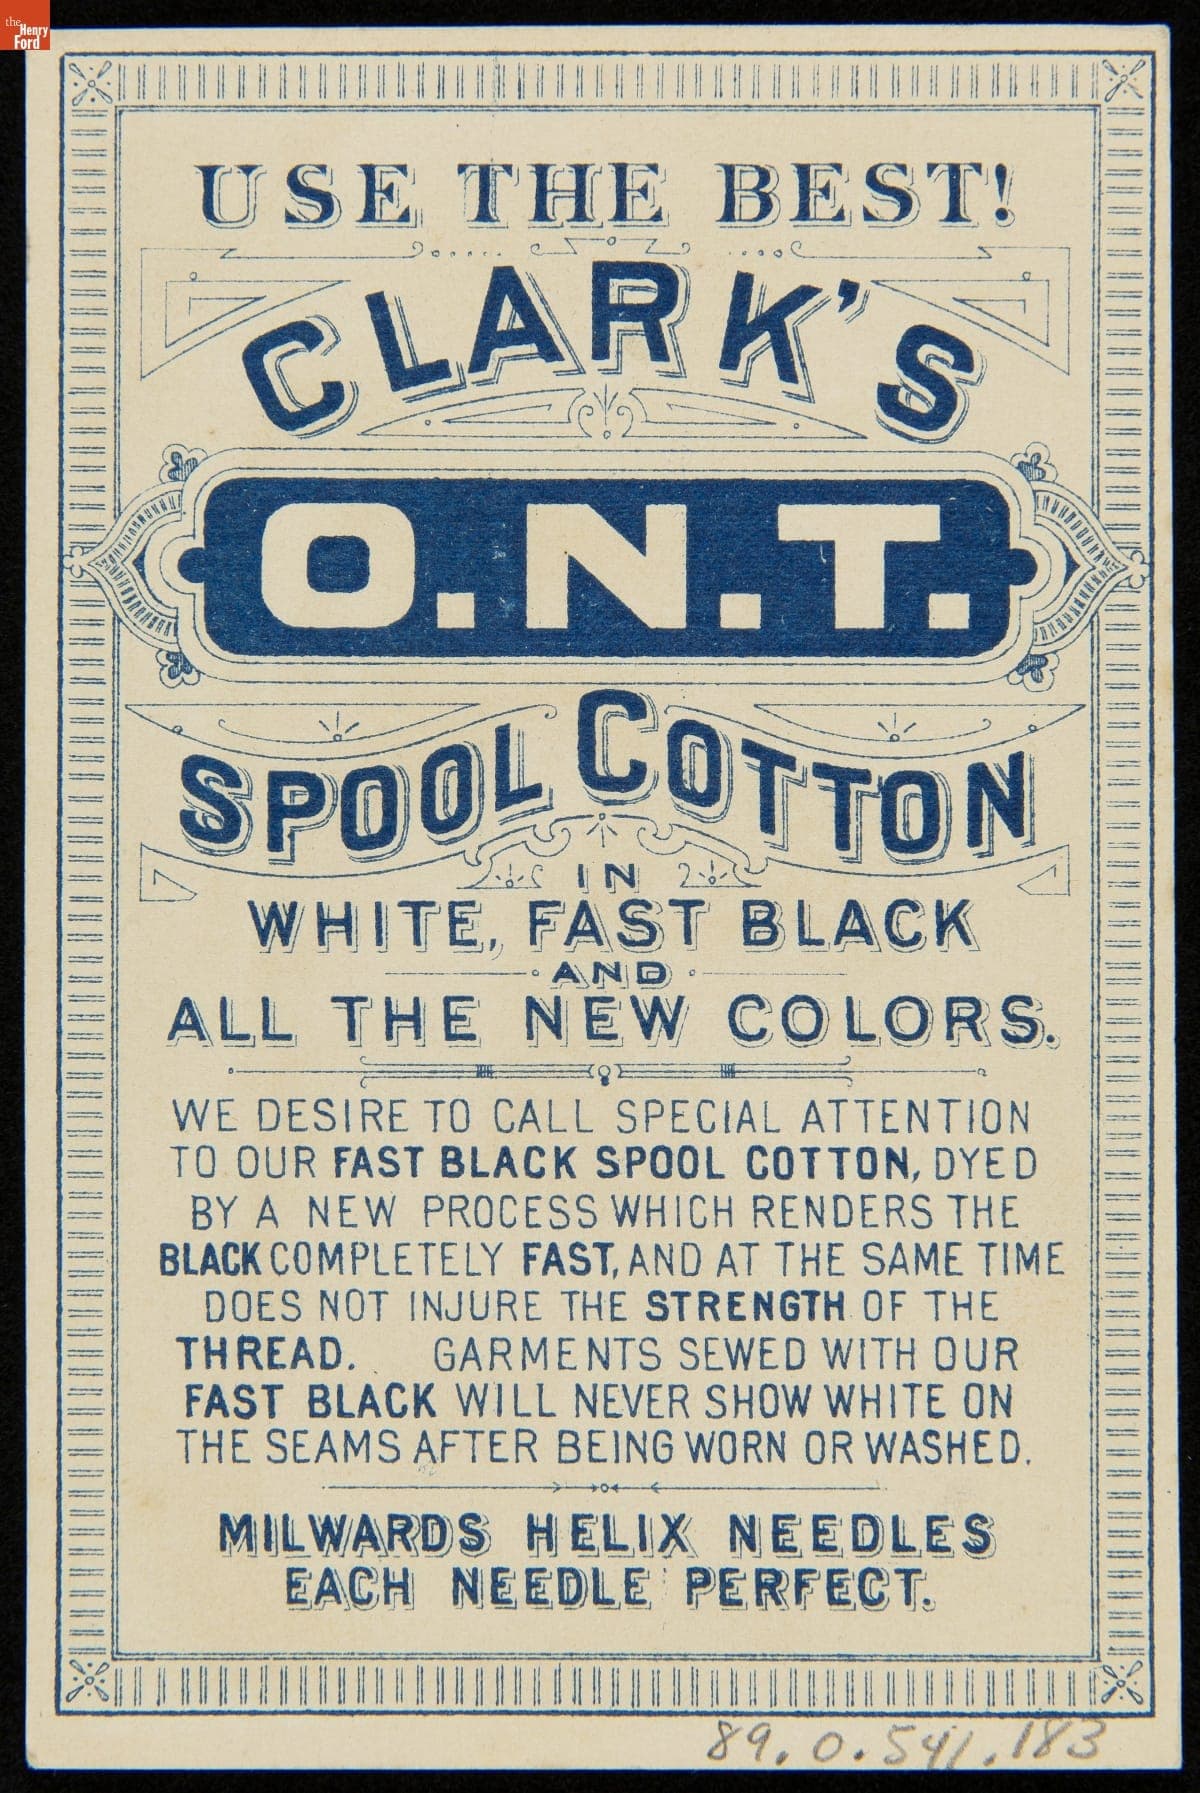 the
Henry
Ford
USE THE BEST!
CLARK'S
O.N.T.
SPOOL COTTON
IN
WHITE, FAST BLACK
AND
ALL THE NEW COLORS.
WE DESIRE TO CALL SPECIAL ATTENTION
TO OUR FAST BLACK SPOOL COTTON, DYED
BY A NEW PROCESS WHICH RENDERS THE
BLACK COMPLETELY FAST, AND AT THE SAME TIME
DOES NOT INJURE THE STRENGTH OF THE
THREAD. GARMENTS SEWED WITH OUR
FAST BLACK WILL NEVER SHOW WHITE ON
THE SEAMS AFTER BEING WORN OR WASHED.
MILWARDS HELIX NEEDLES
EACH NEEDLE PERFECT.
89.0.541.183